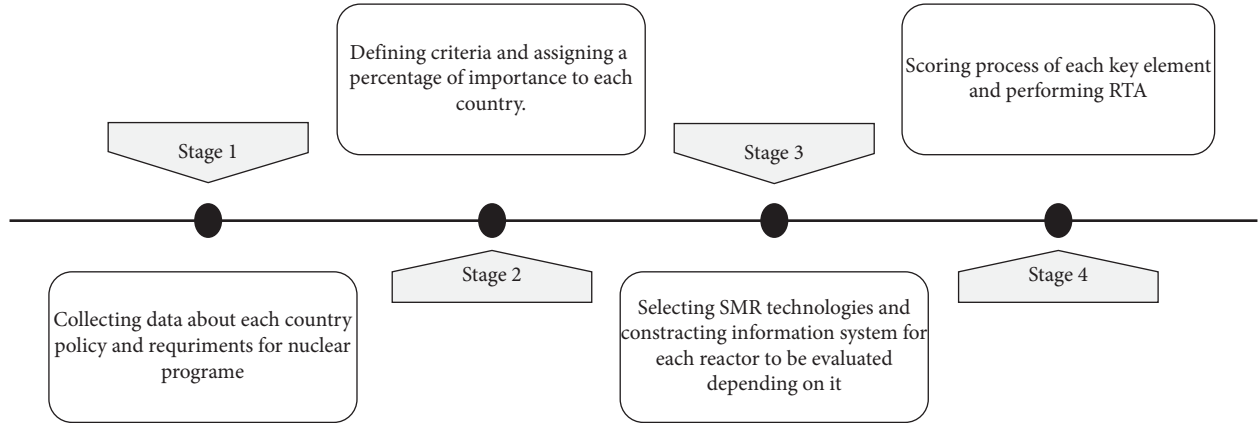 Stage 1
Collecting data about each country
policy and requriments for nuclear
programe
Defining criteria and assigning a
percentage of importance to each
country.
Stage 2
Stage 3
Selecting SMR technologies and
constracting information system for
each reactor to be evaluated
depending on it
Scoring process of each key element
and performing RTA
Stage 4